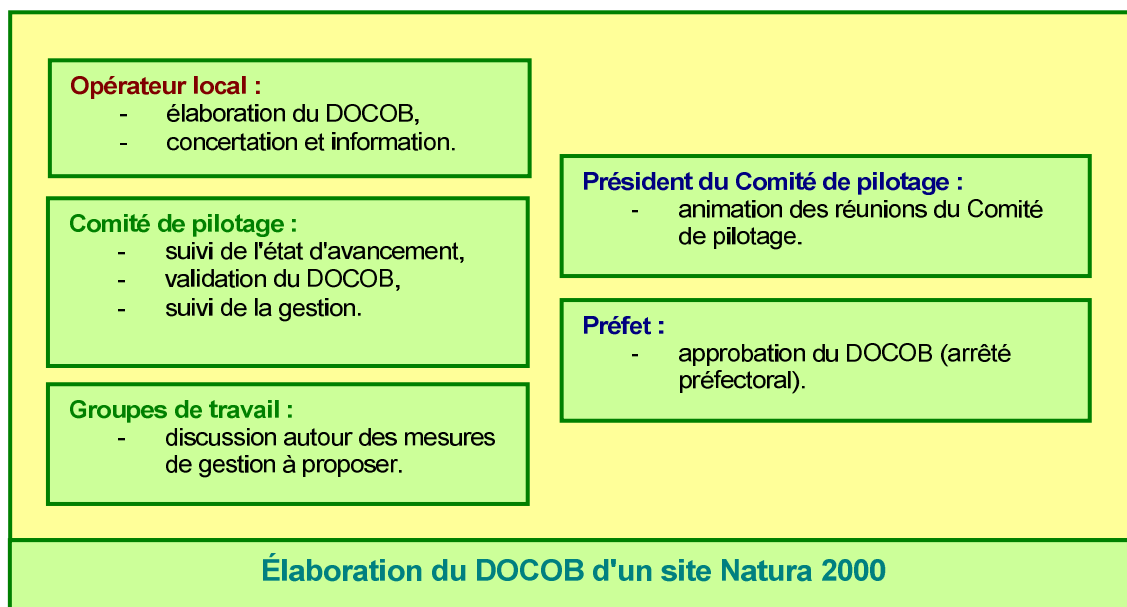 Opérateur local :
- élaboration du DOCOB,
- concertation et information.
Comité de pilotage :
- suivi de l'état d'avancement,
- validation du DOCOB,
- suivi de la gestion.
Groupes de travail :
- discussion autour des mesures
de gestion à proposer.
Président du Comité de pilotage :
- animation des réunions du Comité
de pilotage.
Préfet :
- approbation du DOCOB (arrêté
préfectoral).
Élaboration du DOCOB d'un site Natura 2000